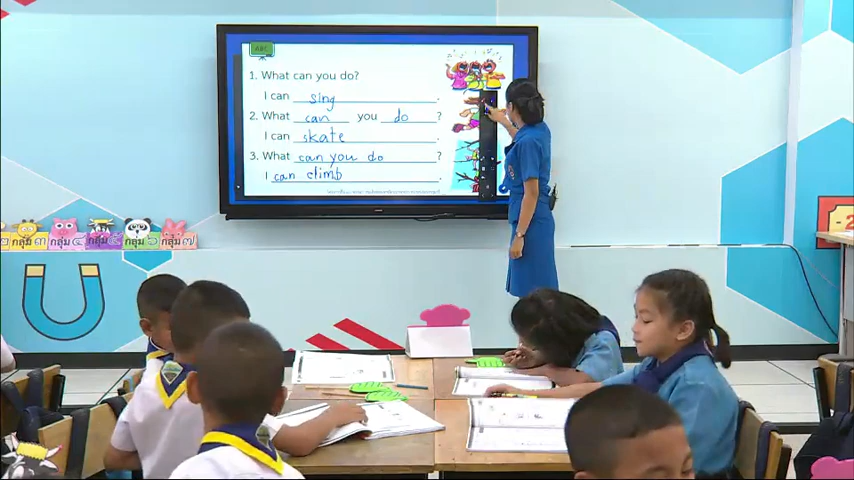 ABC
1. What can you do?
I can sing.
2. What can you do?
I can skate.
3. What can you do?
I can climb.
กลุ่ม ๓ กลุ่ม ๔ กลุ่ม ๕ กลุ่ม ๖ กลุ่ม ๗
2